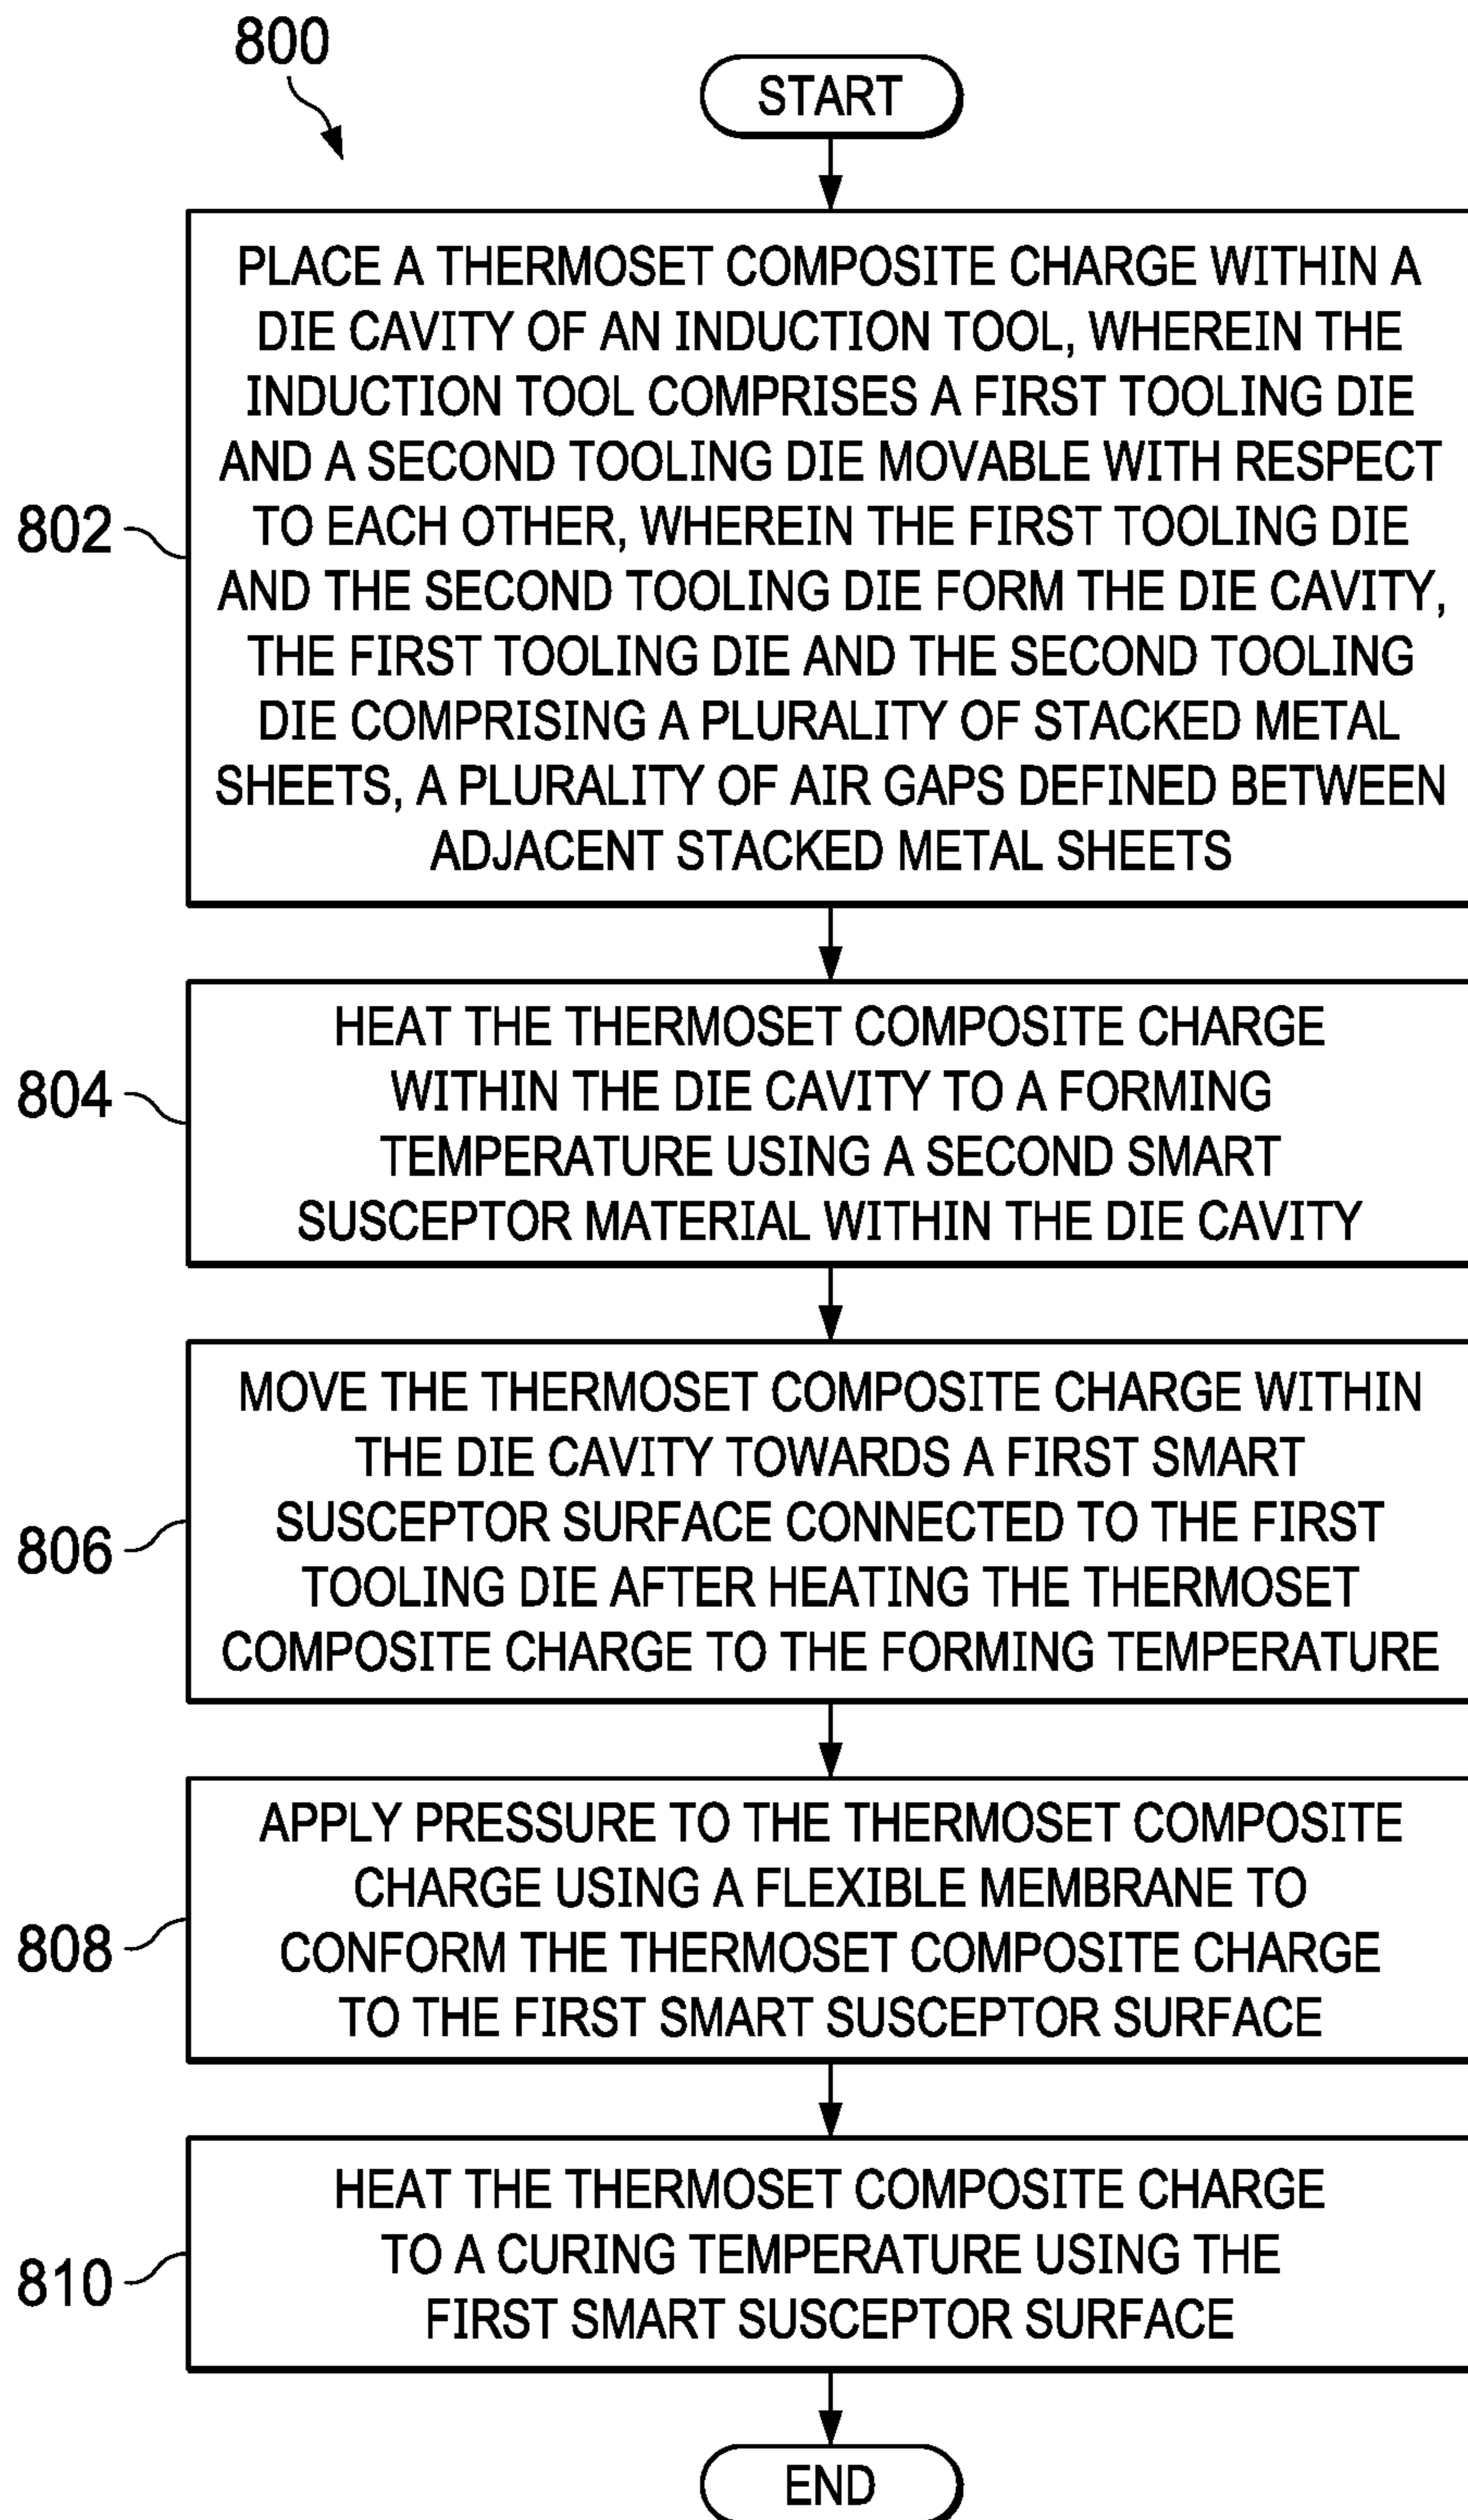 800
START
PLACE A THERMOSET COMPOSITE CHARGE WITHIN A
DIE CAVITY OF AN INDUCTION TOOL, WHEREIN THE
INDUCTION TOOL COMPRISES A FIRST TOOLING DIE
AND A SECOND TOOLING DIE MOVABLE WITH RESPECT
TO EACH OTHER, WHEREIN THE FIRST TOOLING DIE
AND THE SECOND TOOLING DIE FORM THE DIE CAVITY,
THE FIRST TOOLING DIE AND THE SECOND TOOLING
DIE COMPRISING A PLURALITY OF STACKED METAL
SHEETS, A PLURALITY OF AIR GAPS DEFINED BETWEEN
ADJACENT STACKED METAL SHEETS
802
HEAT THE THERMOSET COMPOSITE CHARGE
WITHIN THE DIE CAVITY TO A FORMING
TEMPERATURE USING A SECOND SMART
SUSCEPTOR MATERIAL WITHIN THE DIE CAVITY
804
MOVE THE THERMOSET COMPOSITE CHARGE WITHIN
THE DIE CAVITY TOWARDS A FIRST SMART
SUSCEPTOR SURFACE CONNECTED TO THE FIRST
TOOLING DIE AFTER HEATING THE THERMOSET
COMPOSITE CHARGE TO THE FORMING TEMPERATURE
806
APPLY PRESSURE TO THE THERMOSET COMPOSITE
CHARGE USING A FLEXIBLE MEMBRANE TO
CONFORM THE THERMOSET COMPOSITE CHARGE
TO THE FIRST SMART SUSCEPTOR SURFACE
808
HEAT THE THERMOSET COMPOSITE CHARGE
TO A CURING TEMPERATURE USING THE
FIRST SMART SUSCEPTOR SURFACE
810
END